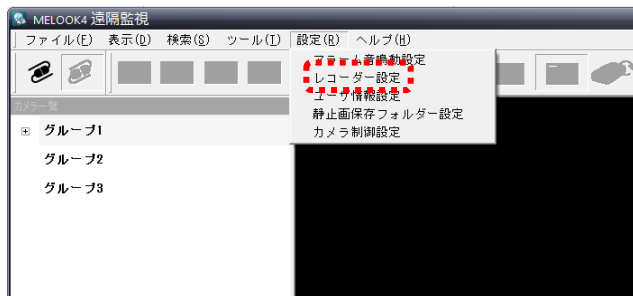 MELOOK4 遠隔監視
ファイル(F) 表示(D) 検索(S) ツール(T) 設定(R) ヘルプ(H)
アラーム音鳴動設定
レコーダー設定
ユーザ情報設定
静止画保存フォルダー設定
カメラ制御設定
カメラ一覧
グループ1
グループ2
グループ3